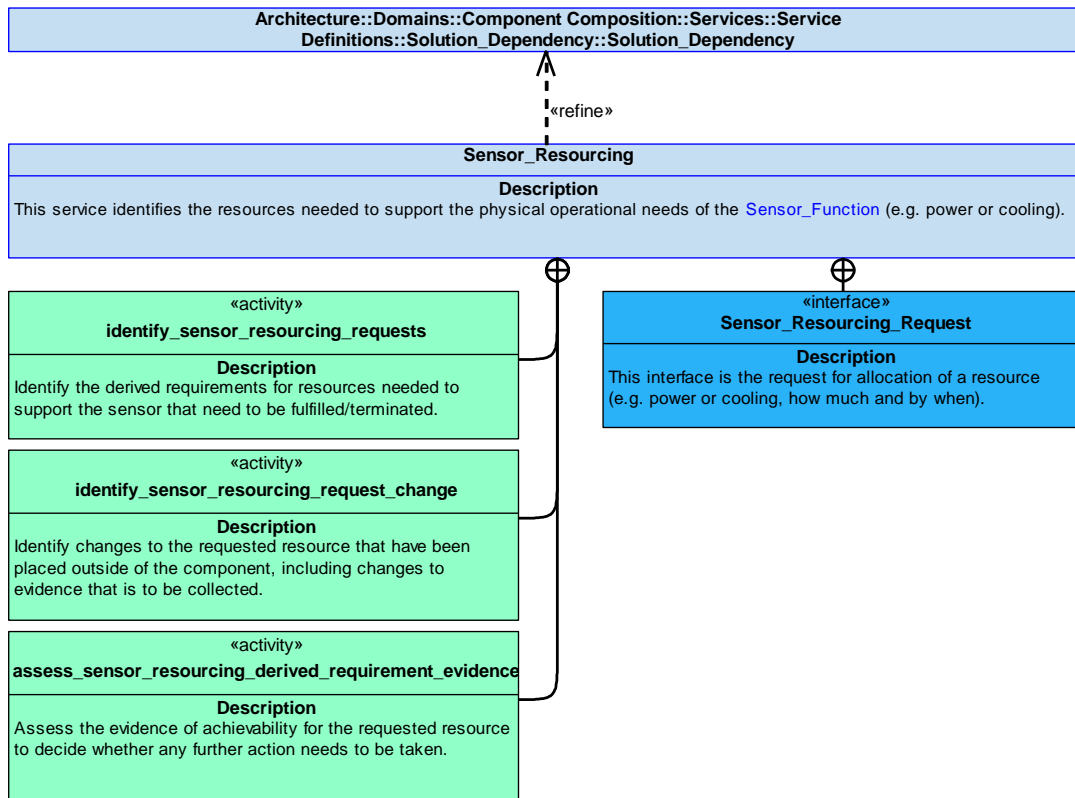 Architecture::Domains::Component Composition::Services::Service
Definitions::Solution_Dependency::Solution_Dependency
«refine»
Sensor_Resourcing
Description
This service identifies the resources needed to support the physical operational needs of the Sensor_Function (e.g. power or cooling).
«activity»
identify_sensor_resourcing_requests
Description
Identify the derived requirements for resources needed to
support the sensor that need to be fulfilled/terminated.
«interface»
Sensor_Resourcing_Request
Description
This interface is the request for allocation of a resource
(e.g. power or cooling, how much and by when).
«activity»
identify_sensor_resourcing_request_change
Description
Identify changes to the requested resource that have been
placed outside of the component, including changes to
evidence that is to be collected.
«activity»
assess_sensor_resourcing_derived_requirement_evidence
Description
Assess the evidence of achievability for the requested resource
to decide whether any further action needs to be taken.